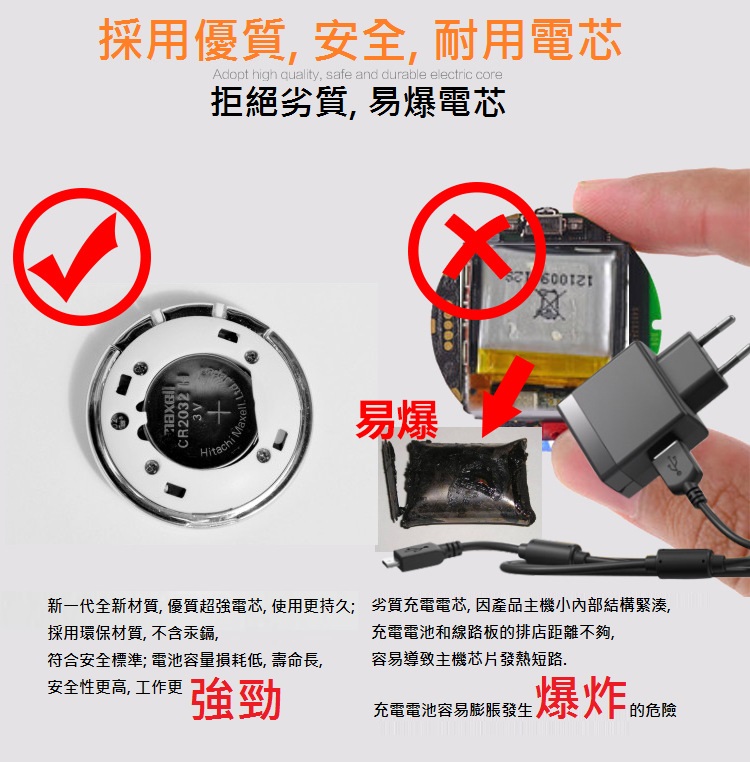 採用優質, 安全, 耐用電芯
Adopt high quality, safe and durable electric core
拒絕劣質, 易爆電芯
maxell
CR2032
3V
+
Hitachi Maxell
易爆
新一代全新材質, 優質超強電芯, 使用更持久;
採用環保材質, 不含汞鎘,
符合安全標準; 電池容量損耗低, 壽命長,
安全性更高, 工作更 強勁
劣質充電電芯, 因產品主機小內部結構緊湊,
充電電池和線路板的排店距離不夠,
容易導致主機芯片發熱短路.
充電電池容易膨脹發生 爆炸 的危險